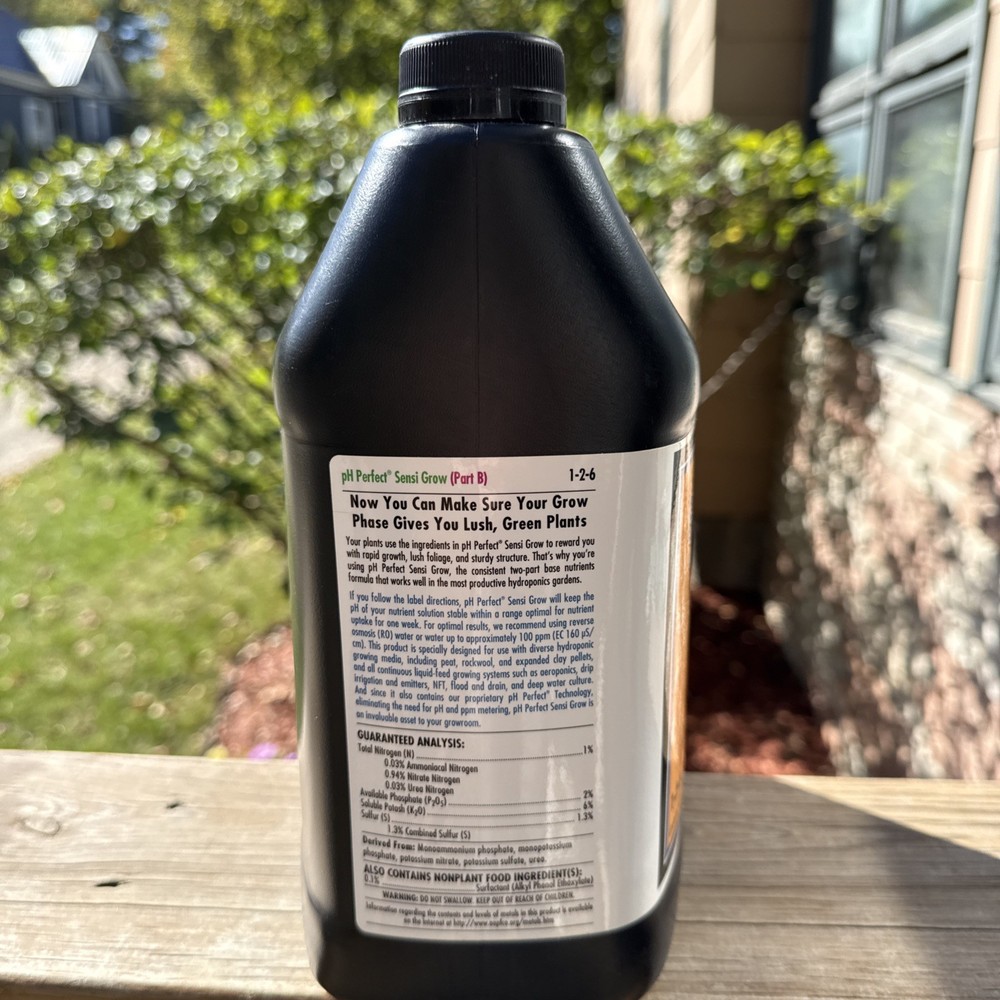 pH Perfect® Sensi Grow (Part B) 1-2-6
Now You Can Make Sure Your Grow
Phase Gives You Lush, Green Plants
Your plants use the ingredients in pH Perfect® Sensi Grow to reward you
with rapid growth, lush foliage, and sturdy structure. That's why you're
using pH Perfect Sensi Grow, the consistent two-part base nutrients
formula that works well in the most productive hydroponics gardens.
If you follow the label directions, pH Perfect® Sensi Grow will keep the
pH of your nutrient solution stable within a range optimal for nutrient
uptake for one week. For optimal results, we recommend using reverse
osmosis (RO) water or water up to approximately 100 ppm (EC 160 µS/
cm). This product is specially designed for use with diverse hydroponic
growing media, including peat, rockwool, and expanded clay pellets,
and all continuous liquid-feed growing systems such as aeroponics, drip
irrigation and emitters, NFT, flood and drain, and deep water culture.
And since it also contains our proprietary pH Perfect® Technology,
eliminating the need for pH and ppm metering, pH Perfect Sensi Grow is
an invaluable asset to your growroom.
GUARANTEED ANALYSIS:
Total Nitrogen (N) 1%
0.03% Ammoniacal Nitrogen
0.94% Nitrate Nitrogen
0.03% Urea Nitrogen
Available Phosphate (P₂O₅) 2%
Soluble Potash (K₂O) 6%
Sulfur (S) 1.3%
1.3% Combined Sulfur (S)
Derived From: Monoammonium phosphate, monopotassium
phosphate, potassium nitrate, potassium sulfate, urea.
ALSO CONTAINS NONPLANT FOOD INGREDIENT(S):
0.1% Surfactant (Alkyl Phenol Ethoxylate)
WARNING: DO NOT SWALLOW. KEEP OUT OF REACH OF CHILDREN.
Information regarding the contents and levels of metals in this product is available
on the Internet at http://www.aapfco.org/metals.htm